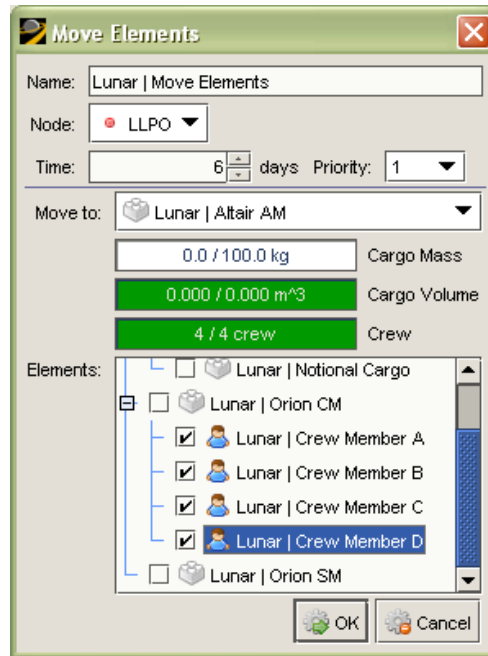 Move Elements
Name: Lunar | Move Elements
Node: LLPO
Time: 6 days Priority: 1
Move to: Lunar | Altair AM
0.0 / 100.0 kg Cargo Mass
0.000 / 0.000 m^3 Cargo Volume
4 / 4 crew Crew
Elements: Lunar | Notional Cargo
Lunar | Orion CM
Lunar | Crew Member A
Lunar | Crew Member B
Lunar | Crew Member C
Lunar | Crew Member D
Lunar | Orion SM
OK Cancel